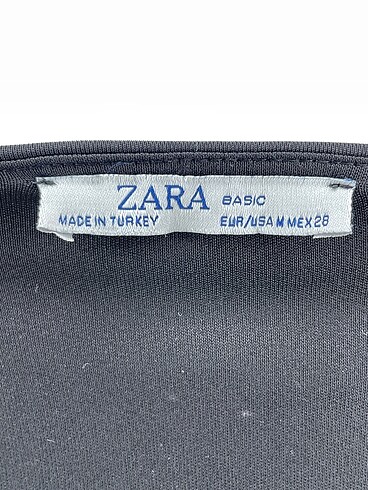 ZARA BASIC
MADE IN TURKEY EUR/USA M MEX 28